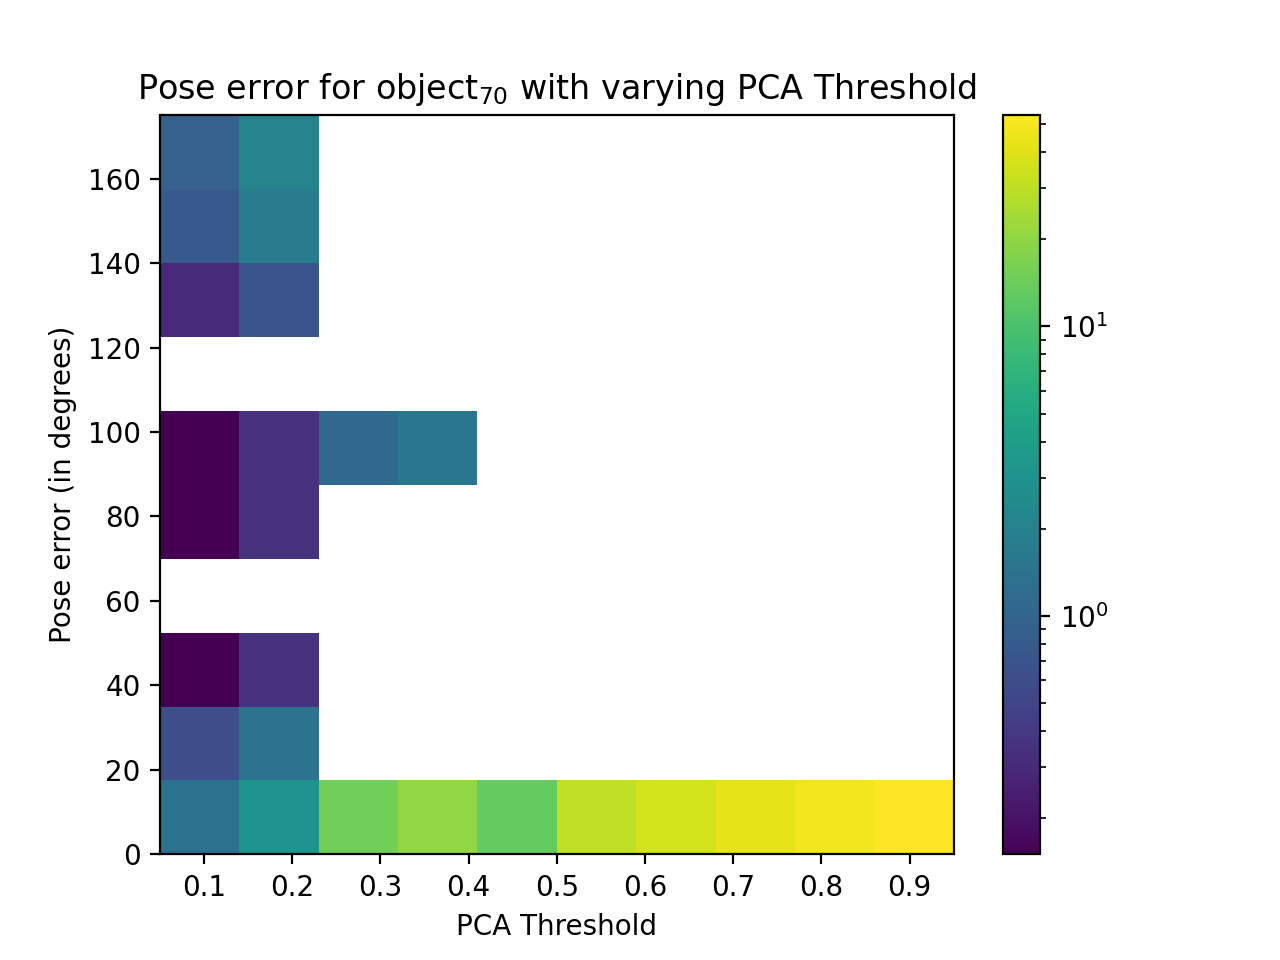 Pose error for object₇₀ with varying PCA Threshold
Pose error (in degrees)
160
140
120
100
80
60
40
20
0
0.1 0.2 0.3 0.4 0.5 0.6 0.7 0.8 0.9
PCA Threshold
10¹
10⁰